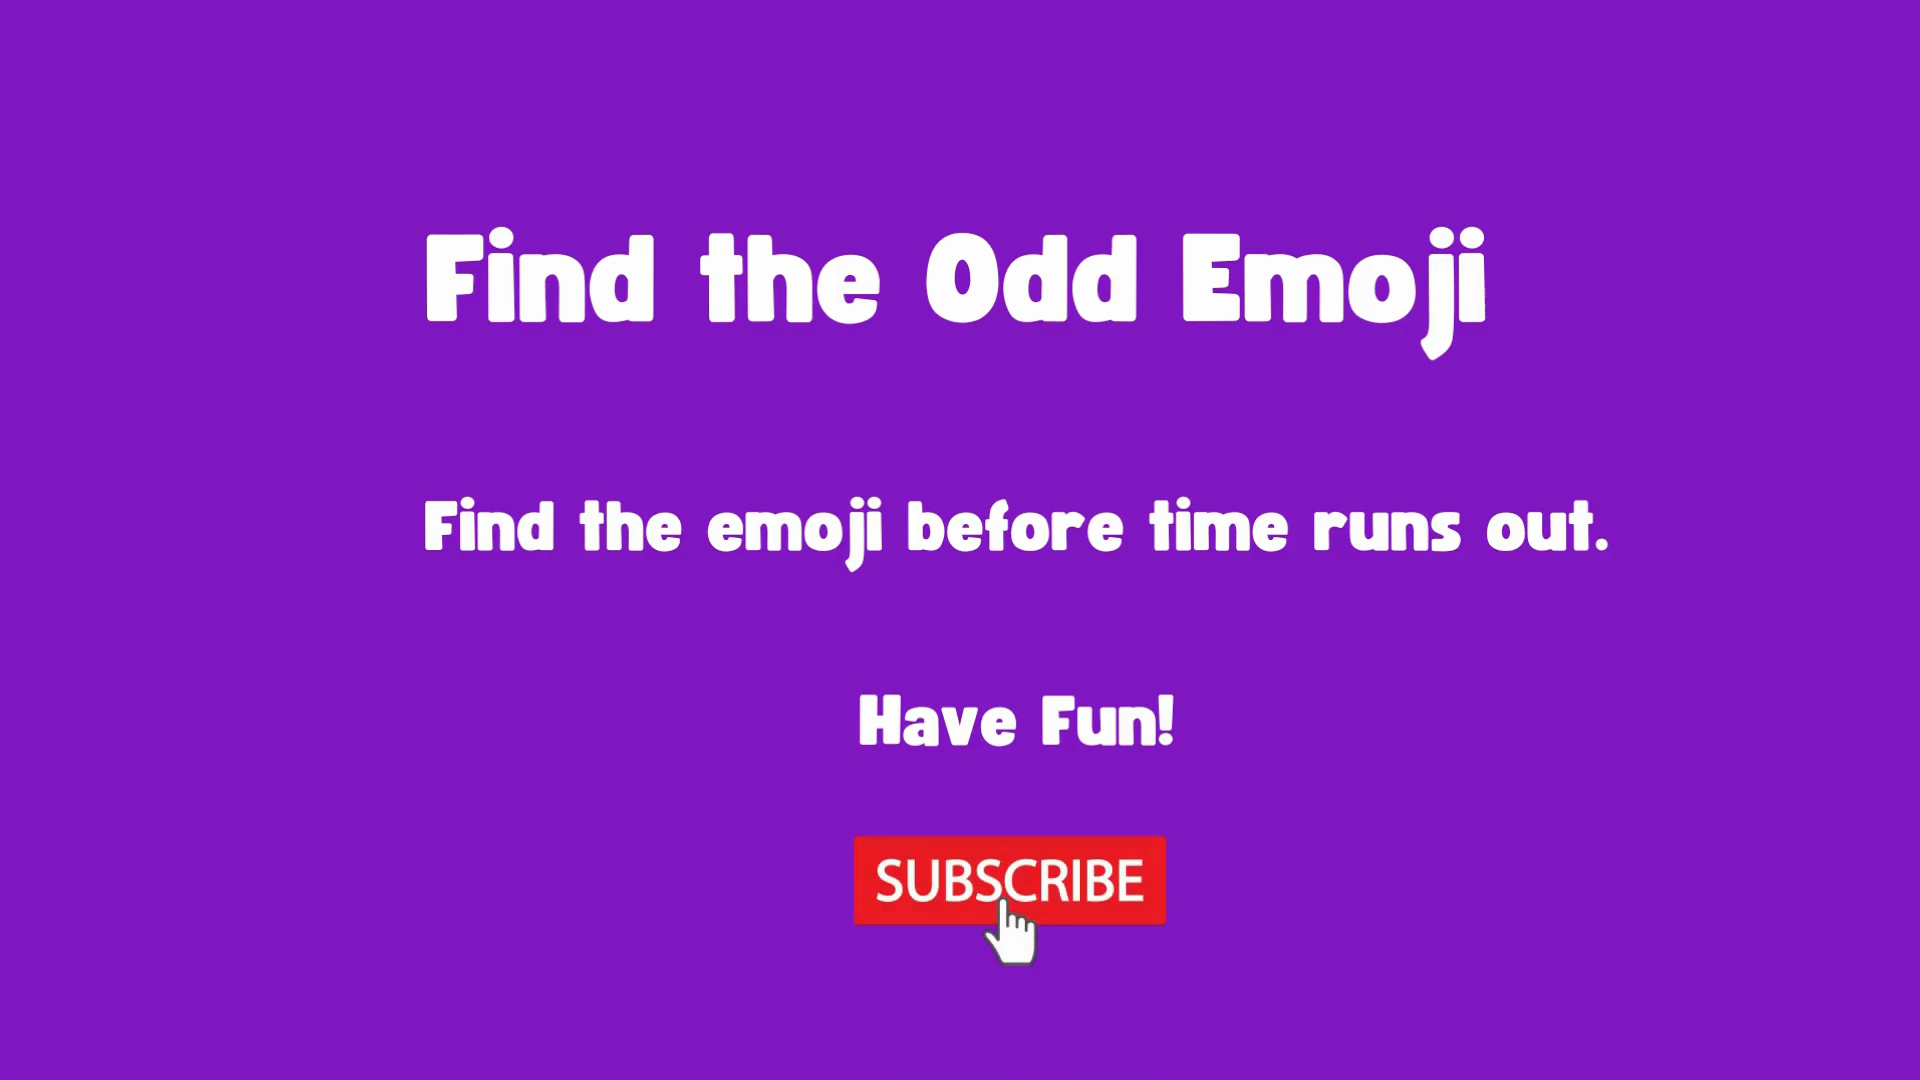 Find the Odd Emoji
Find the emoji before time runs out.
Have Fun!
SUBSCRIBE